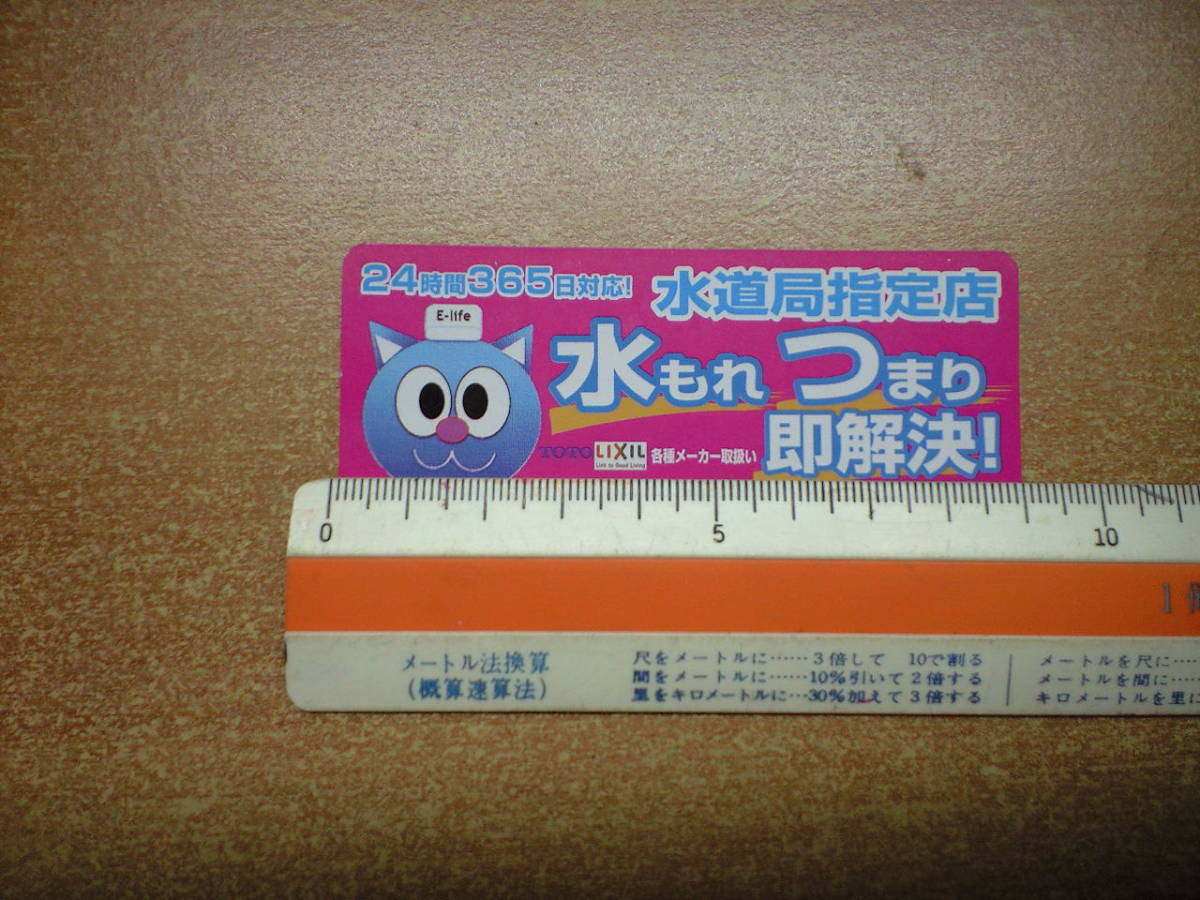 24時間365日対応! 水道局指定店
E-life
水もれ つまり
即解決!
TOTO LIXIL 各種メーカー取扱い
Link to Good Living
0 5 10
メートル法換算
(概算速算法)
尺をメートルに……3倍して 10で割る
間をメートルに……10%引いて2倍する
里をキロメートルに…30%加えて3倍する
メートルを尺に……
メートルを間に……
キロメートルを里に
1